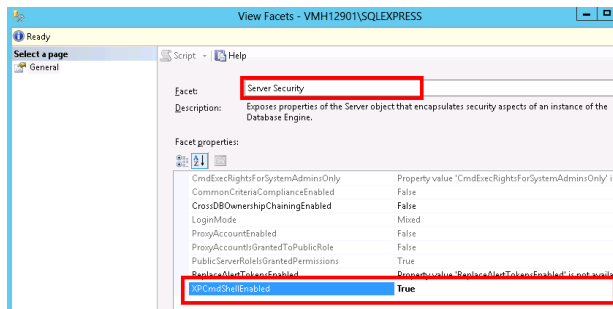 View Facets - VMH12901\SQLEXPRESS
Ready
Select a page
General
Script
Help
Facet:
Server Security
Description:
Exposes properties of the Server object that encapsulates security aspects of an instance of the
Database Engine.
Facet properties:
CmdExecRightsForSystemAdminsOnly Property value 'CmdExecRightsForSystemAdminsOnly' i
CommonCriteriaComplianceEnabled False
CrossDBOwnershipChainingEnabled False
LoginMode Mixed
ProxyAccountEnabled False
ProxyAccountIsGrantedToPublicRole False
PublicServerRoleIsGrantedPermissions True
ReplaceAlertTokensEnabled Property value 'ReplaceAlertTokensEnabled' is not availa
XPCmdShellEnabled True